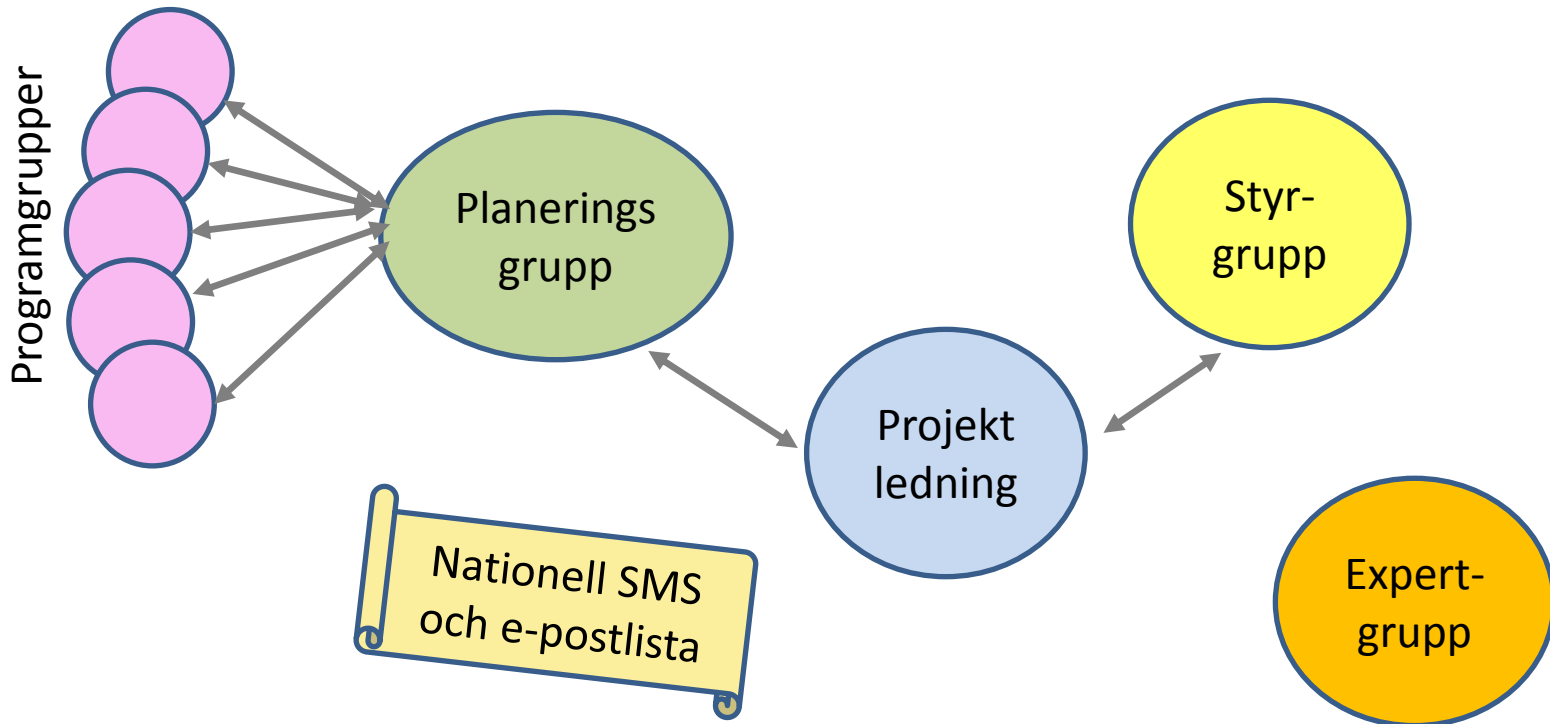 Programgrupper
Planerings
grupp
Styr-
grupp
Projekt
ledning
Nationell SMS
och e-postlista
Expert-
grupp